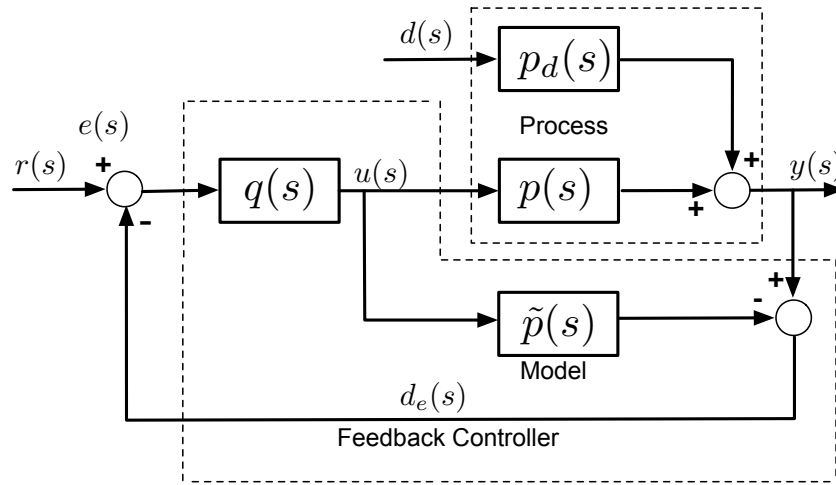 d(s)
p_d(s)
Process
e(s)
+
r(s)
-
q(s)
u(s)
p(s)
+
+
y(s)
+
-
p̃(s)
Model
d_e(s)
Feedback Controller